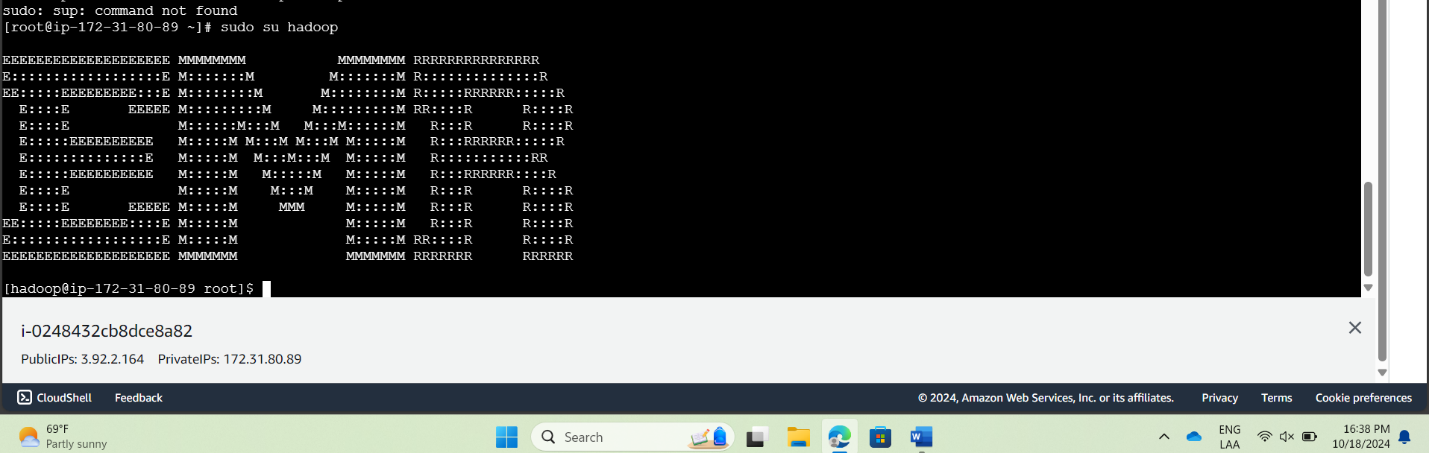 sudo: sup: command not found
[root@ip-172-31-80-89 ~]# sudo su hadoop
EEEEEEEEEEEEEEEEEEEE MMMMMMMM           MMMMMMMM RRRRRRRRRRRRRRR
E::::::::::::::::::E M:::::::M         M:::::::M R::::::::::::::R
EE:::::EEEEEEEEE:::E M::::::::M       M::::::::M R:::::RRRRRR:::::R
  E::::E       EEEEE M:::::::::M     M:::::::::M RR::::R      R::::R
  E::::E             M::::::M:::M   M:::M::::::M   R:::R      R::::R
  E:::::EEEEEEEEEE   M:::::M M:::M M:::M M:::::M   R:::RRRRRR:::::R
  E::::::::::::::E   M:::::M  M:::M:::M  M:::::M   R:::::::::::RR
  E:::::EEEEEEEEEE   M:::::M   M:::::M   M:::::M   R:::RRRRRR::::R
  E::::E             M:::::M    M:::M    M:::::M   R:::R      R::::R
  E::::E       EEEEE M:::::M     MMM     M:::::M   R:::R      R::::R
EE:::::EEEEEEEE::::E M:::::M             M:::::M   R:::R      R::::R
E::::::::::::::::::E M:::::M             M:::::M RR::::R      R::::R
EEEEEEEEEEEEEEEEEEEE MMMMMMM             MMMMMMM RRRRRRR      RRRRRR
[hadoop@ip-172-31-80-89 root]$
i-0248432cb8dce8a82
PublicIPs: 3.92.2.164 PrivateIPs: 172.31.80.89
CloudShell Feedback © 2024, Amazon Web Services, Inc. or its affiliates. Privacy Terms Cookie preferences
69°F
Partly sunny
Search
ENG
LAA
16:38 PM
10/18/2024